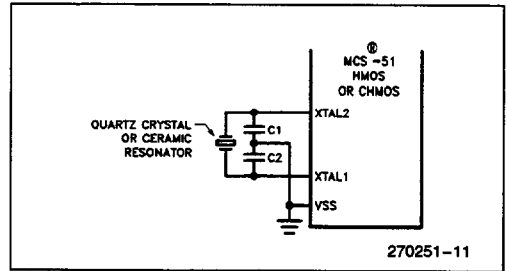 ®
MCS -51
HMOS
OR CHMOS
XTAL2
QUARTZ CRYSTAL
OR CERAMIC
RESONATOR
C1
C2
XTAL1
VSS
270251-11